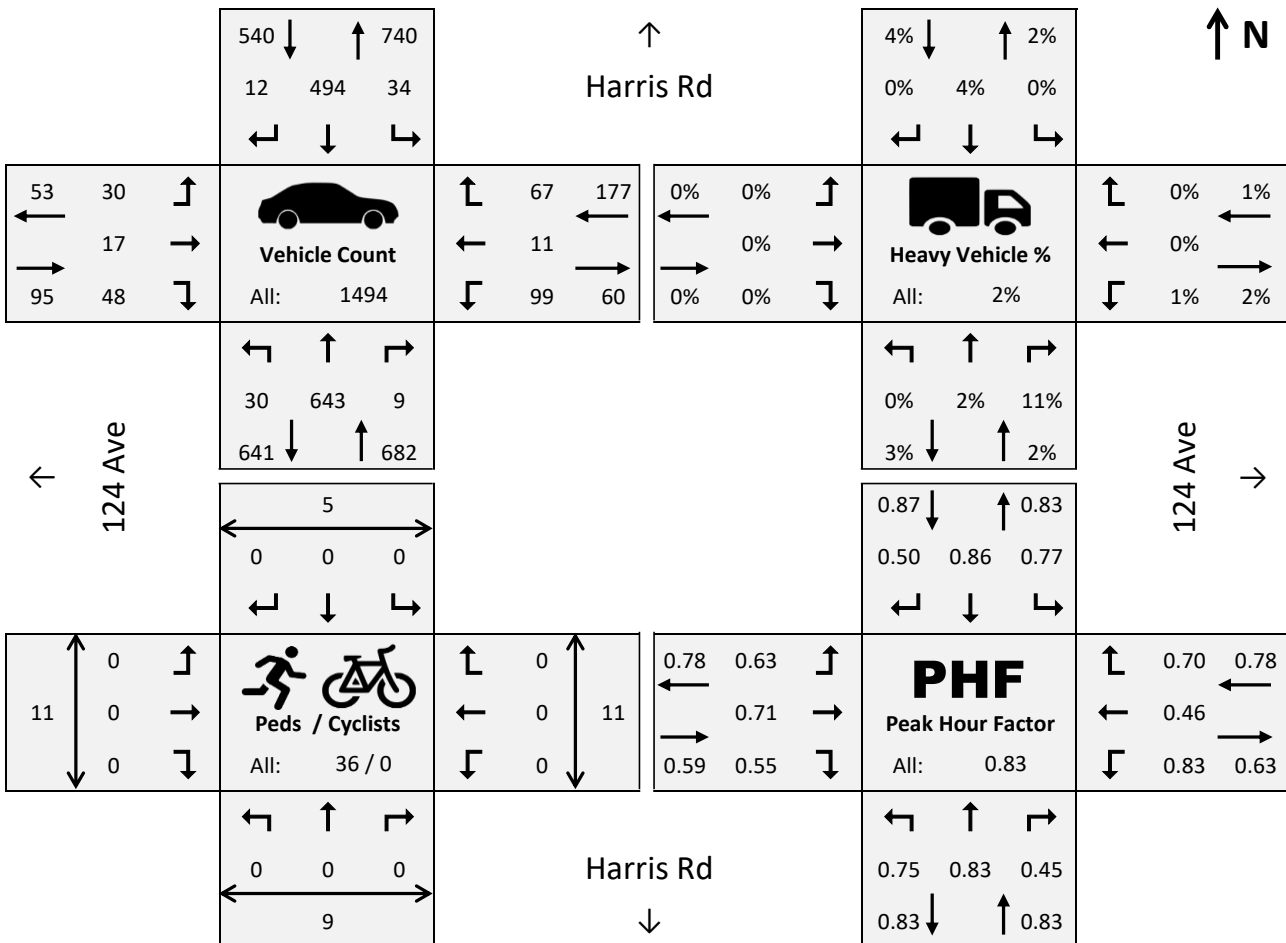 540 740 4% 2% N
Harris Rd
12 494 34 0% 4% 0%
53 30 67 177 0% 0% 0% 1%
17 Vehicle Count 11 0% Heavy Vehicle % 0%
95 48 All: 1494 99 60 0% 0% All: 2% 1% 2%
30 643 9 0% 2% 11%
641 682 3% 2%
124 Ave
124 Ave
5 0.87 0.83
0 0 0 0.50 0.86 0.77
0 0 0.78 0.63 PHF 0.70 0.78
11 0 Peds / Cyclists 0 11 0.71 Peak Hour Factor 0.46
0 All: 36 / 0 0 0.59 0.55 All: 0.83 0.83 0.63
0 0 0 Harris Rd 0.75 0.83 0.45
9 0.83 0.83